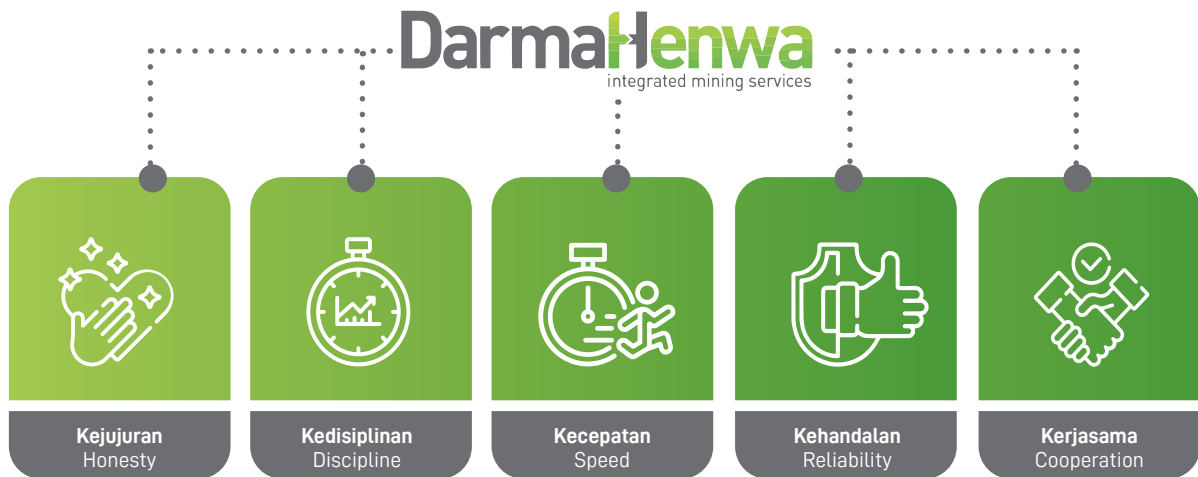 DarmaHenwa
integrated mining services
Kejujuran
Honesty
Kedisiplinan
Discipline
Kecepatan
Speed
Kehandalan
Reliability
Kerjasama
Cooperation